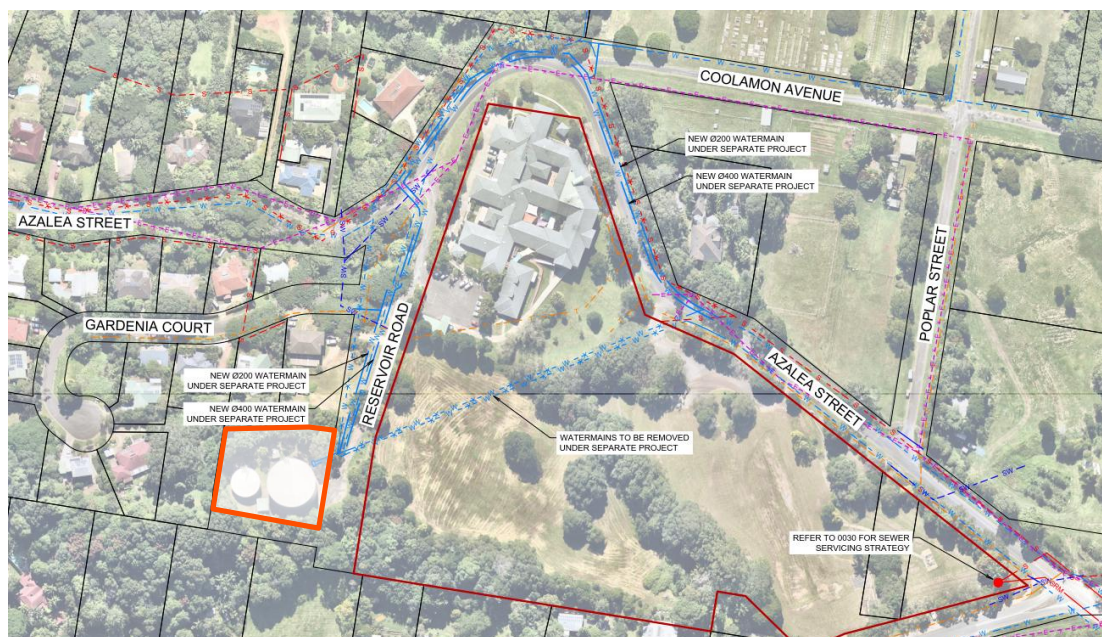 COOLAMON AVENUE
NEW Ø200 WATERMAIN
UNDER SEPARATE PROJECT
NEW Ø400 WATERMAIN
UNDER SEPARATE PROJECT
AZALEA STREET
POPLAR STREET
GARDENIA COURT
RESERVOIR ROAD
NEW Ø200 WATERMAIN
UNDER SEPARATE PROJECT
NEW Ø400 WATERMAIN
UNDER SEPARATE PROJECT
AZALEA STREET
WATERMAINS TO BE REMOVED
UNDER SEPARATE PROJECT
REFER TO 0030 FOR SEWER
SERVICING STRATEGY